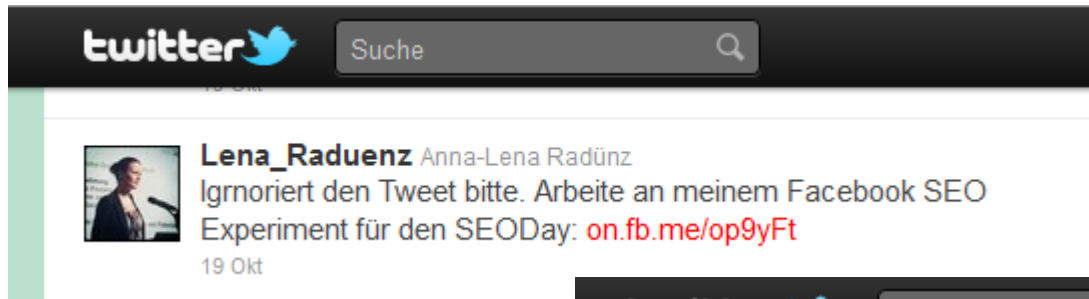 twitter
Suche
Lena_Raduenz Anna-Lena Radünz
Igrnoriert den Tweet bitte. Arbeite an meinem Facebook SEO
Experiment für den SEODay: on.fb.me/op9yFt
19 Okt